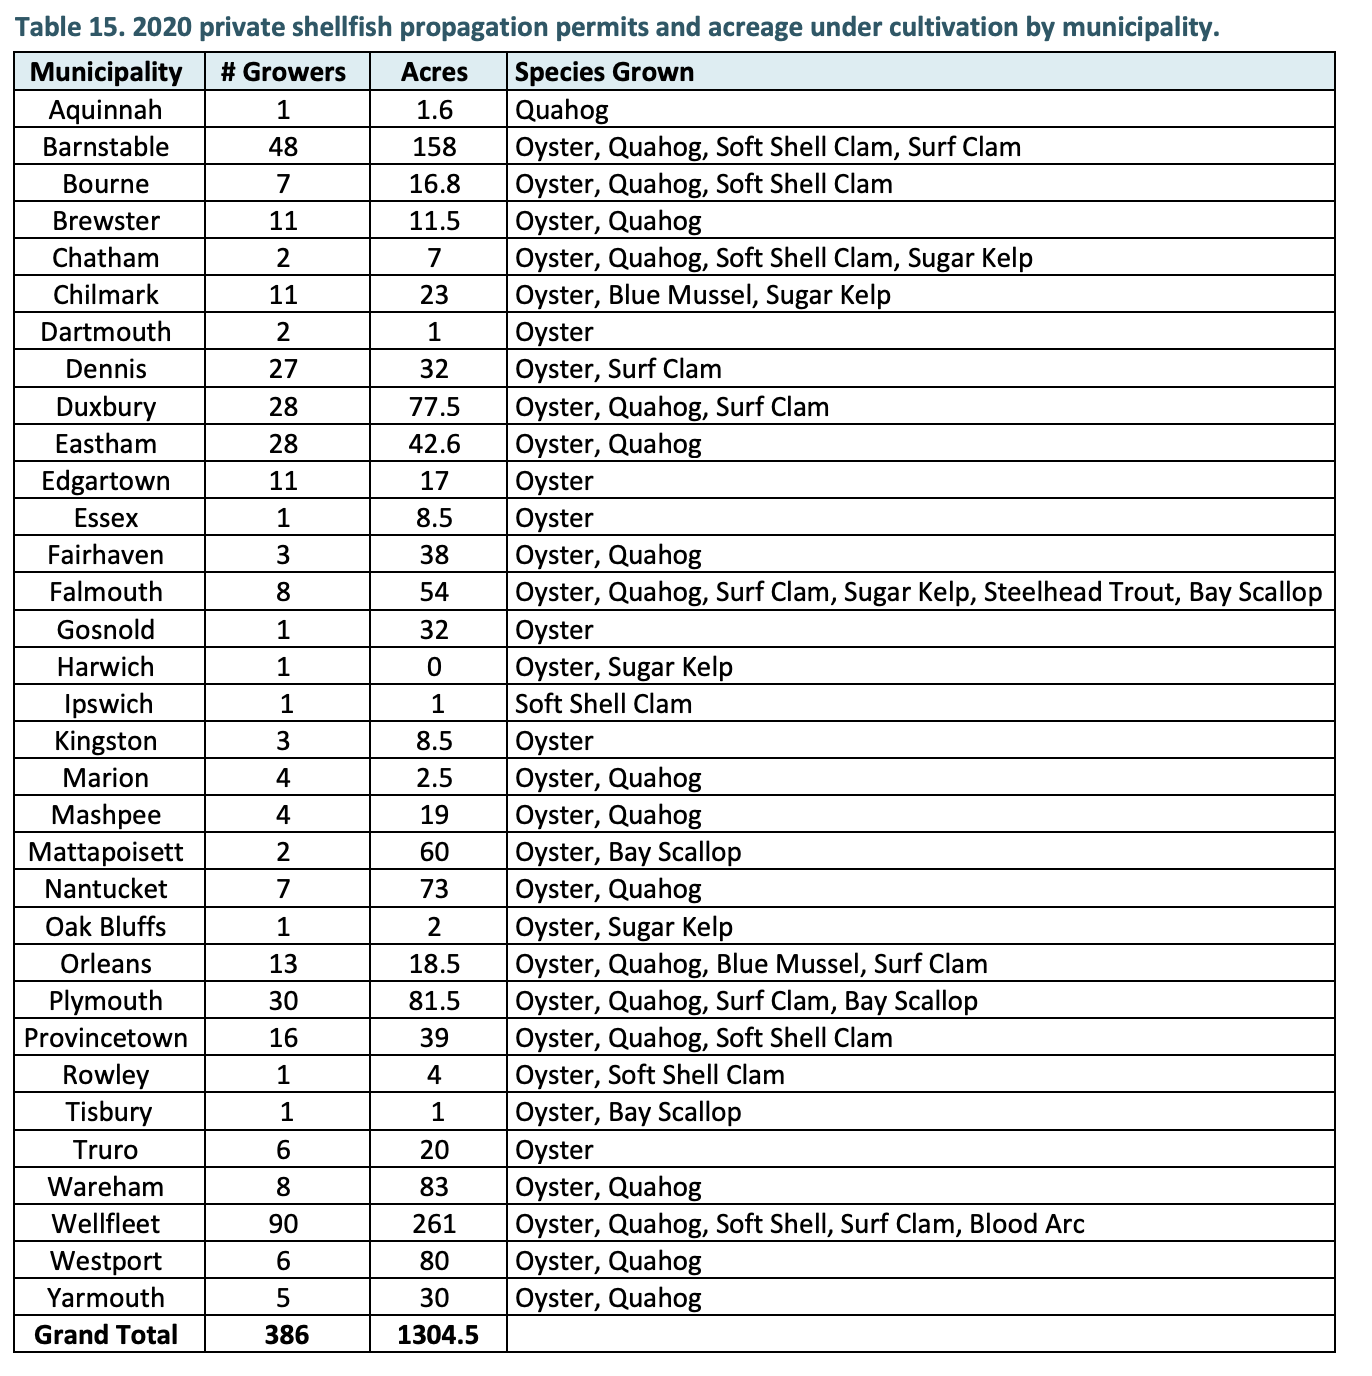 Table 15. 2020 private shellfish propagation permits and acreage under cultivation by municipality.
Municipality # Growers Acres Species Grown
Aquinnah 1 1.6 Quahog
Barnstable 48 158 Oyster, Quahog, Soft Shell Clam, Surf Clam
Bourne 7 16.8 Oyster, Quahog, Soft Shell Clam
Brewster 11 11.5 Oyster, Quahog
Chatham 2 7 Oyster, Quahog, Soft Shell Clam, Sugar Kelp
Chilmark 11 23 Oyster, Blue Mussel, Sugar Kelp
Dartmouth 2 1 Oyster
Dennis 27 32 Oyster, Surf Clam
Duxbury 28 77.5 Oyster, Quahog, Surf Clam
Eastham 28 42.6 Oyster, Quahog
Edgartown 11 17 Oyster
Essex 1 8.5 Oyster
Fairhaven 3 38 Oyster, Quahog
Falmouth 8 54 Oyster, Quahog, Surf Clam, Sugar Kelp, Steelhead Trout, Bay Scallop
Gosnold 1 32 Oyster
Harwich 1 0 Oyster, Sugar Kelp
Ipswich 1 1 Soft Shell Clam
Kingston 3 8.5 Oyster
Marion 4 2.5 Oyster, Quahog
Mashpee 4 19 Oyster, Quahog
Mattapoisett 2 60 Oyster, Bay Scallop
Nantucket 7 73 Oyster, Quahog
Oak Bluffs 1 2 Oyster, Sugar Kelp
Orleans 13 18.5 Oyster, Quahog, Blue Mussel, Surf Clam
Plymouth 30 81.5 Oyster, Quahog, Surf Clam, Bay Scallop
Provincetown 16 39 Oyster, Quahog, Soft Shell Clam
Rowley 1 4 Oyster, Soft Shell Clam
Tisbury 1 1 Oyster, Bay Scallop
Truro 6 20 Oyster
Wareham 8 83 Oyster, Quahog
Wellfleet 90 261 Oyster, Quahog, Soft Shell, Surf Clam, Blood Arc
Westport 6 80 Oyster, Quahog
Yarmouth 5 30 Oyster, Quahog
Grand Total 386 1304.5